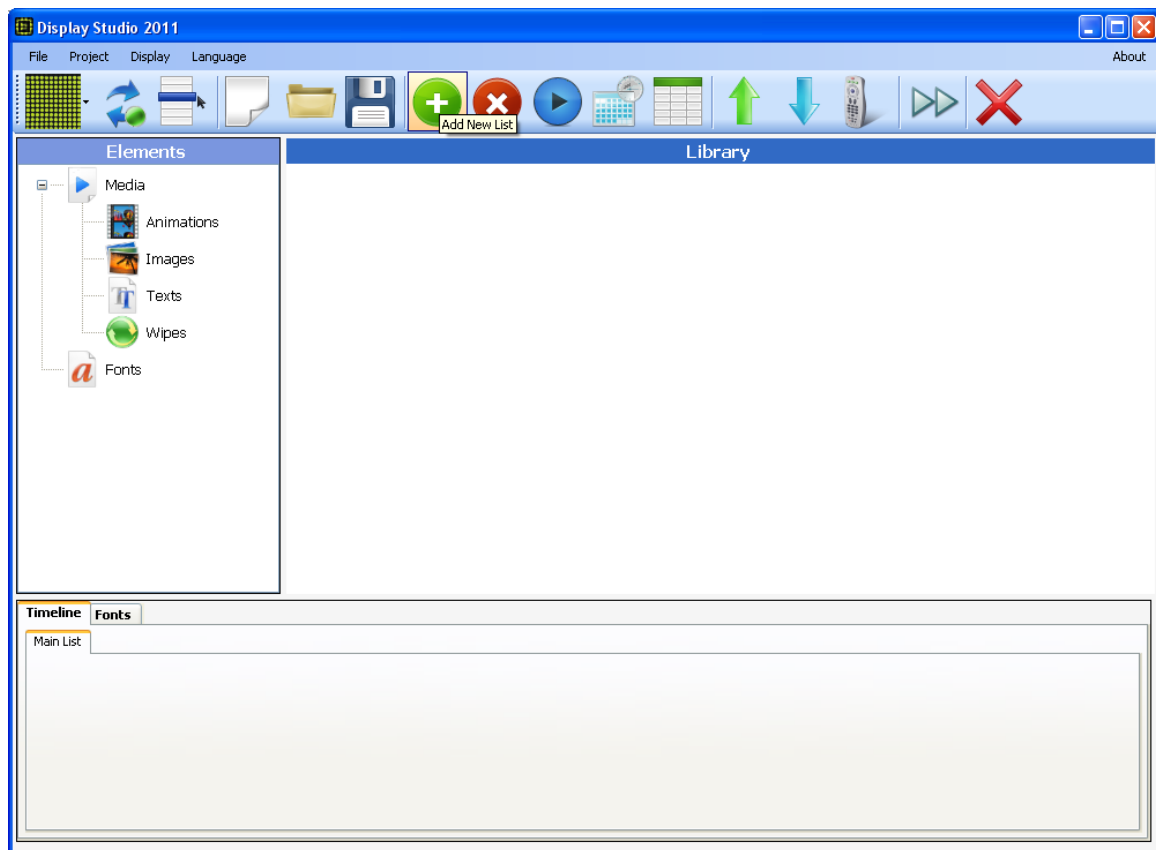 Display Studio 2011
File Project Display Language About
Add New List
Elements
Library
Media
Animations
Images
Texts
Wipes
Fonts
Timeline Fonts
Main List